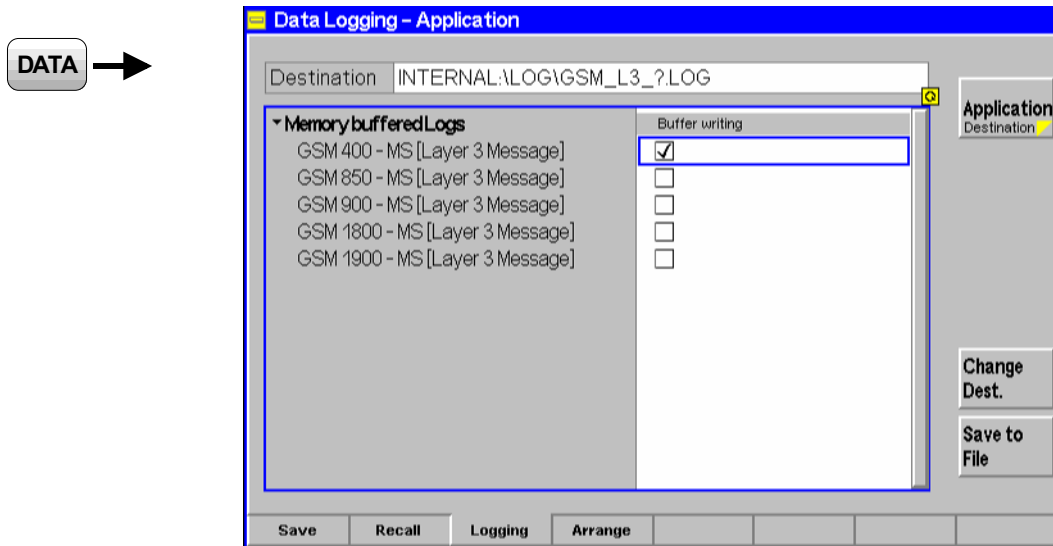 Data Logging – Application
DATA
Destination INTERNAL:\LOG\GSM_L3_?.LOG
Application
Destination
Memory buffered Logs Buffer writing
GSM 400 – MS [Layer 3 Message]
GSM 850 – MS [Layer 3 Message]
GSM 900 – MS [Layer 3 Message]
GSM 1800 – MS [Layer 3 Message]
GSM 1900 – MS [Layer 3 Message]
Change
Dest.
Save to
File
Save Recall Logging Arrange